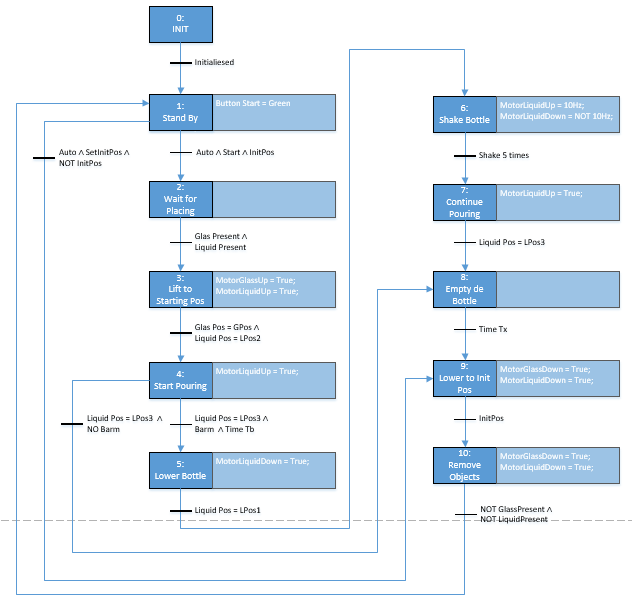 0:
INIT
Initialiesed
1:
Stand By
Button Start = Green
Auto ∧ SetInitPos ∧
NOT InitPos
Auto ∧ Start ∧ InitPos
2:
Wait for
Placing
Glas Present ∧
Liquid Present
3:
Lift to
Starting Pos
MotorGlassUp = True;
MotorLiquidUp = True;
Glas Pos = GPos ∧
Liquid Pos = LPos2
4:
Start Pouring
MotorLiquidUp = True;
Liquid Pos = LPos3 ∧
NO Barm
Liquid Pos = LPos3 ∧
Barm ∧ Time Tb
5:
Lower Bottle
MotorLiquidDown = True;
Liquid Pos = LPos1
6:
Shake Bottle
MotorLiquidUp = 10Hz;
MotorLiquidDown = NOT 10Hz;
Shake 5 times
7:
Continue
Pouring
MotorLiquidUp = True;
Liquid Pos = LPos3
8:
Empty de
Bottle
Time Tx
9:
Lower to Init
Pos
MotorGlassDown = True;
MotorLiquidDown = True;
InitPos
10:
Remove
Objects
MotorGlassDown = True;
MotorLiquidDown = True;
NOT GlassPresent ∧
NOT LiquidPresent